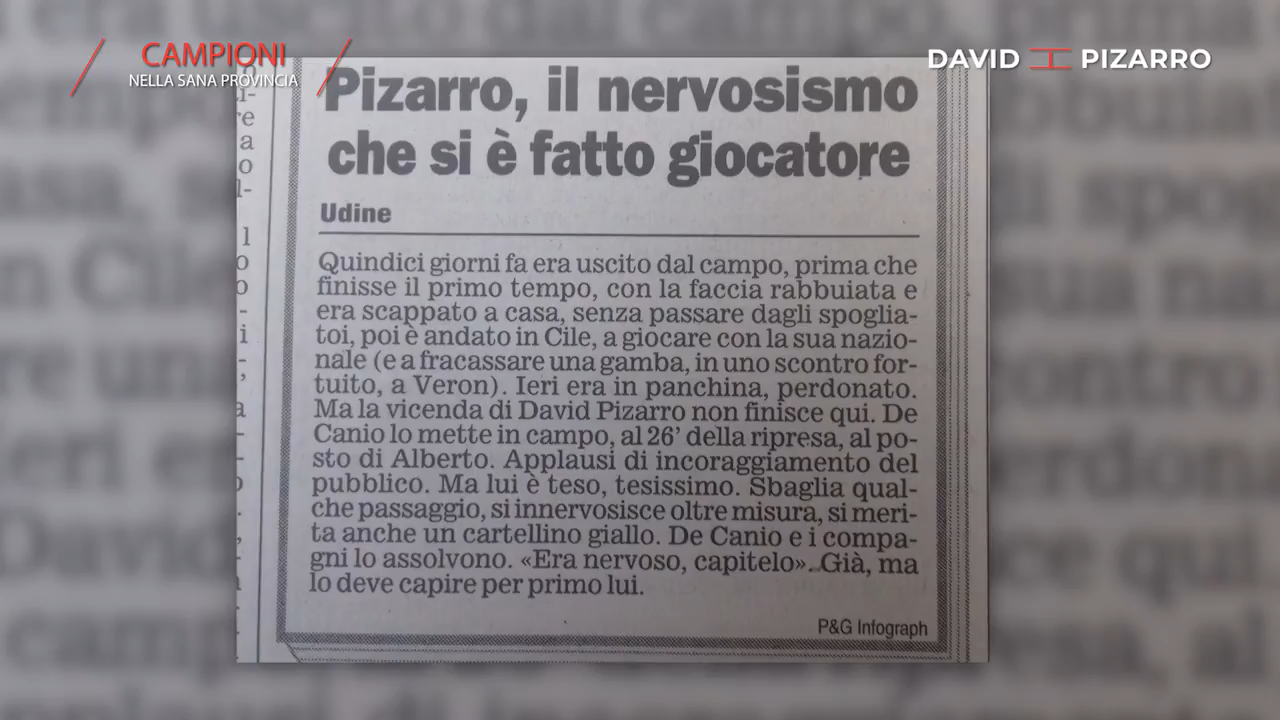 CAMPIONI
NELLA SANA PROVINCIA
DAVID PIZARRO
Pizarro, il nervosismo
che si è fatto giocatore
Udine
Quindici giorni fa era uscito dal campo, prima che
finisse il primo tempo, con la faccia rabbuiata e
era scappato a casa, senza passare dagli spoglia-
toi, poi è andato in Cile, a giocare con la sua nazio-
nale (e a fracassare una gamba, in uno scontro for-
tuito, a Veron). Ieri era in panchina, perdonato.
Ma la vicenda di David Pizarro non finisce qui. De
Canio lo mette in campo, al 26' della ripresa, al po-
sto di Alberto. Applausi di incoraggiamento del
pubblico. Ma lui è teso, tesissimo. Sbaglia qual-
che passaggio, si innervosisce oltre misura, si meri-
ta anche un cartellino giallo. De Canio e i compa-
gni lo assolvono. «Era nervoso, capitelo». Già, ma
lo deve capire per primo lui.
P&G Infograph